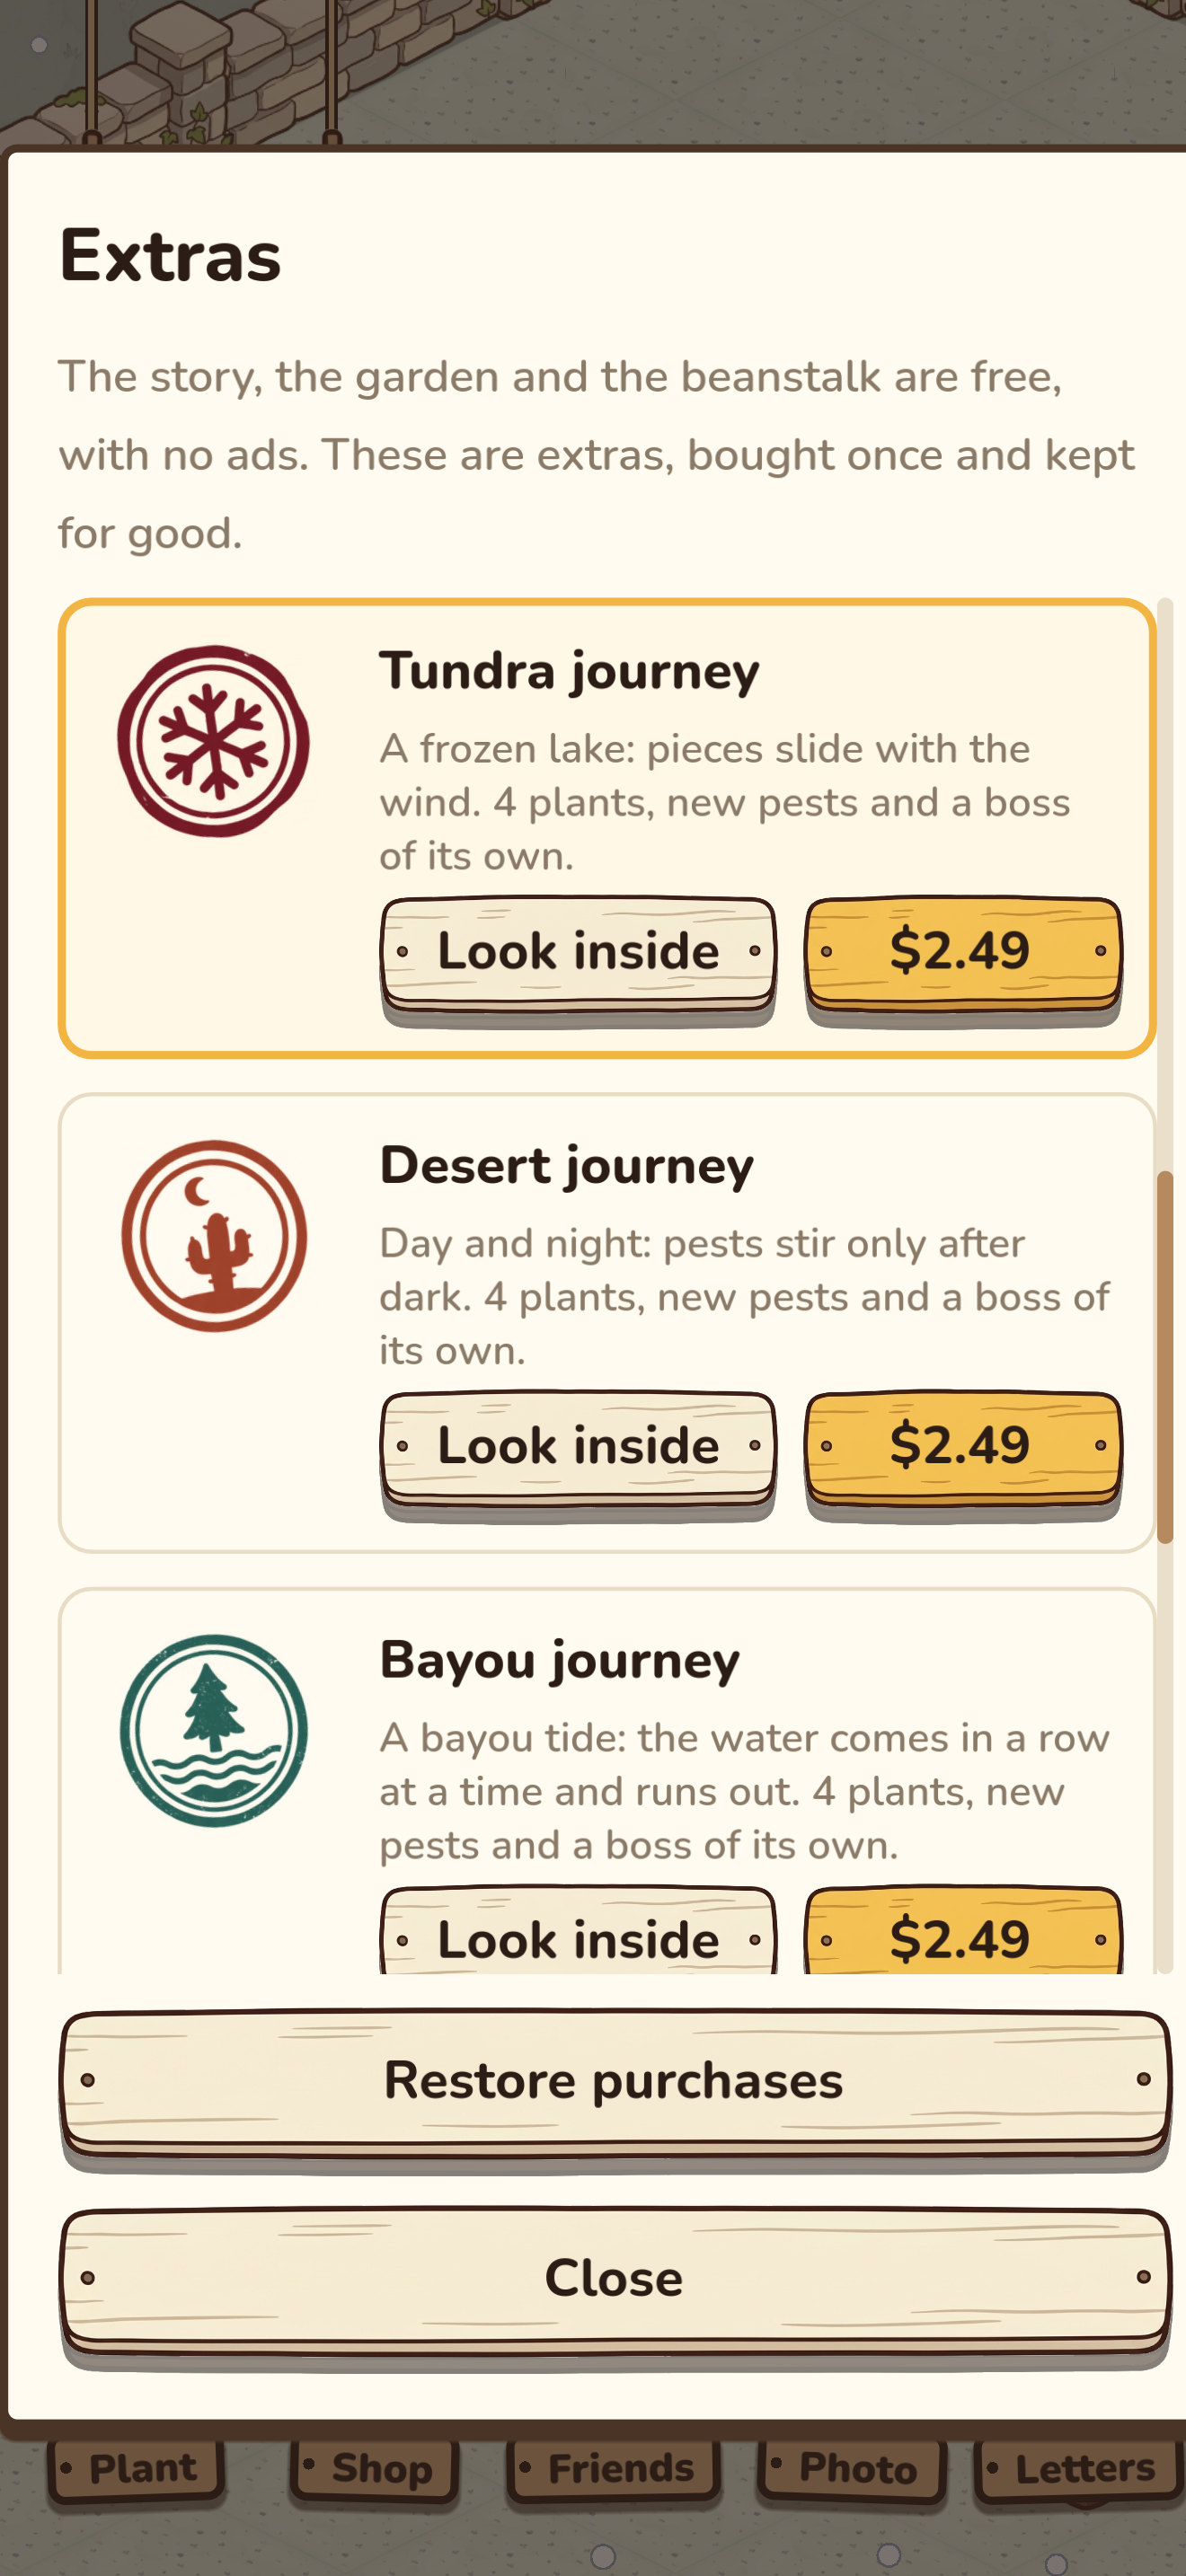 Extras
The story, the garden and the beanstalk are free,
with no ads. These are extras, bought once and kept
for good.
Tundra journey
A frozen lake: pieces slide with the
wind. 4 plants, new pests and a boss
of its own.
Look inside
$2.49
Desert journey
Day and night: pests stir only after
dark. 4 plants, new pests and a boss of
its own.
Look inside
$2.49
Bayou journey
A bayou tide: the water comes in a row
at a time and runs out. 4 plants, new
pests and a boss of its own.
Look inside
$2.49
Restore purchases
Close
Plant
Shop
Friends
Photo
Letters